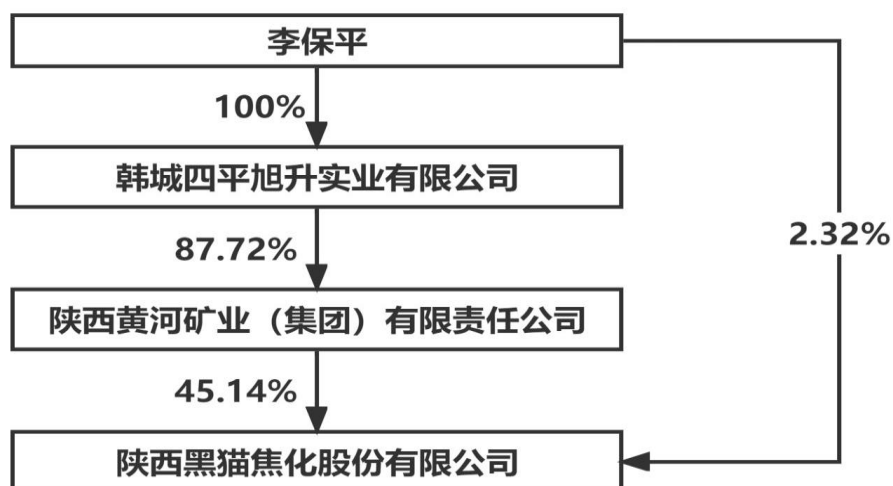 李保平
100%
韩城四平旭升实业有限公司
2.32%
87.72%
陕西黄河矿业（集团）有限责任公司
45.14%
陕西黑猫焦化股份有限公司